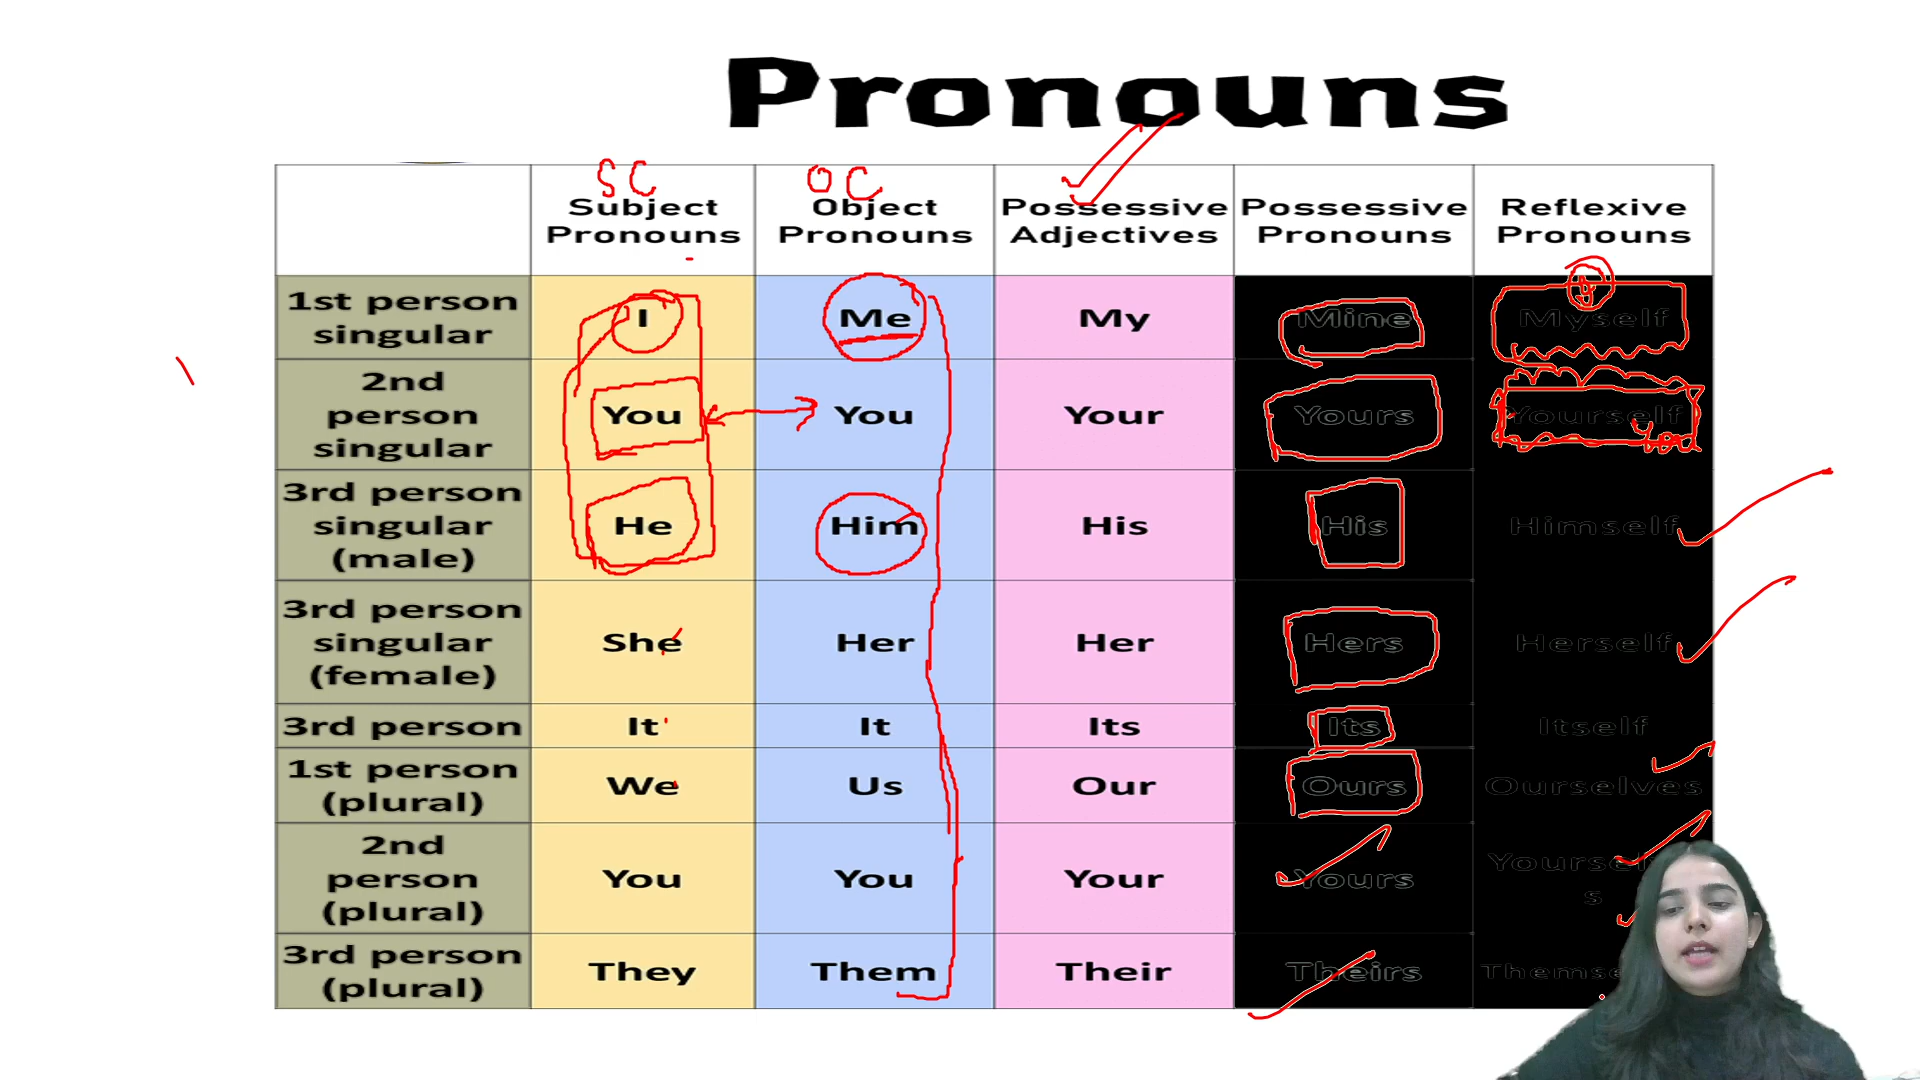 Pronouns
SC
OC
Subject Pronouns
Object Pronouns
Possessive Adjectives
Possessive Pronouns
Reflexive Pronouns
1st person singular
I
Me
My
Mine
Myself
2nd person singular
You
You
Your
Yours
Yourself
You
3rd person singular (male)
He
Him
His
His
Himself
3rd person singular (female)
She
Her
Her
Hers
Herself
3rd person
It
It
Its
Its
Itself
1st person (plural)
We
Us
Our
Ours
Ourselves
2nd person (plural)
You
You
Your
Yours
3rd person (plural)
They
Them
Their
Theirs